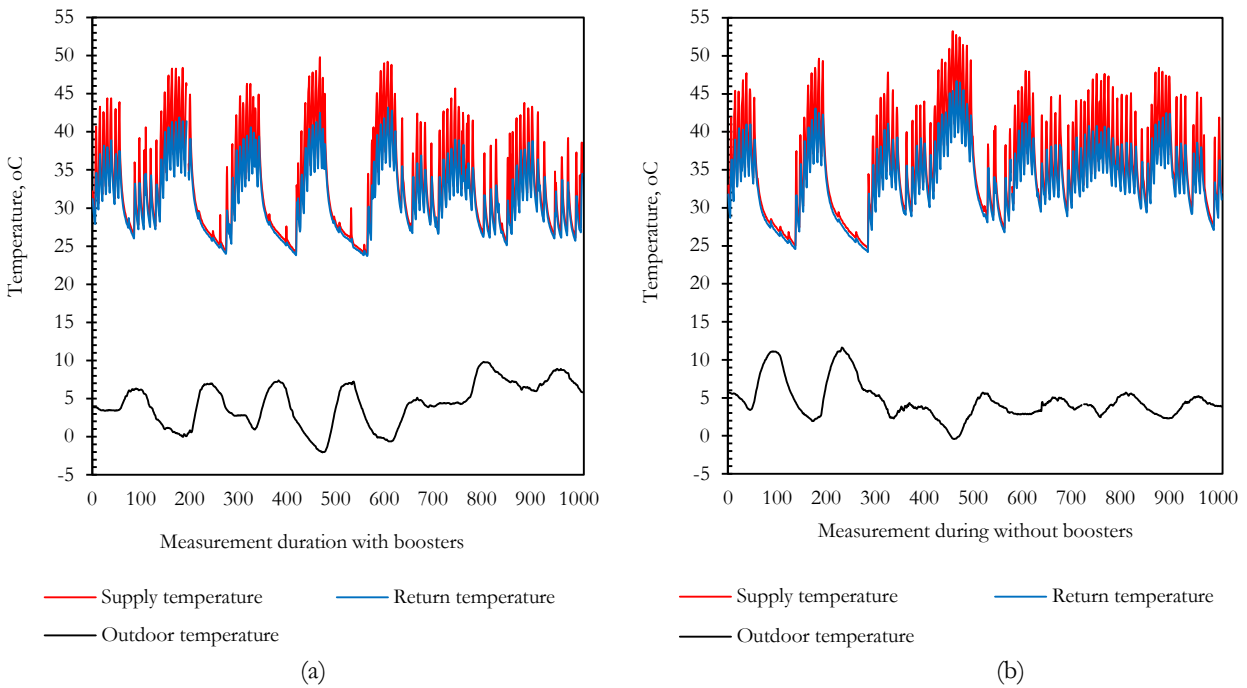 55
50
45
40
35
30
25
20
15
10
5
0
-5
Temperature, oC
0 100 200 300 400 500 600 700 800 900 1000
Measurement duration with boosters
Supply temperature
Return temperature
Outdoor temperature
(a)
55
50
45
40
35
30
25
20
15
10
5
0
-5
Temperature, oC
0 100 200 300 400 500 600 700 800 900 1000
Measurement during without boosters
Supply temperature
Return temperature
Outdoor temperature
(b)